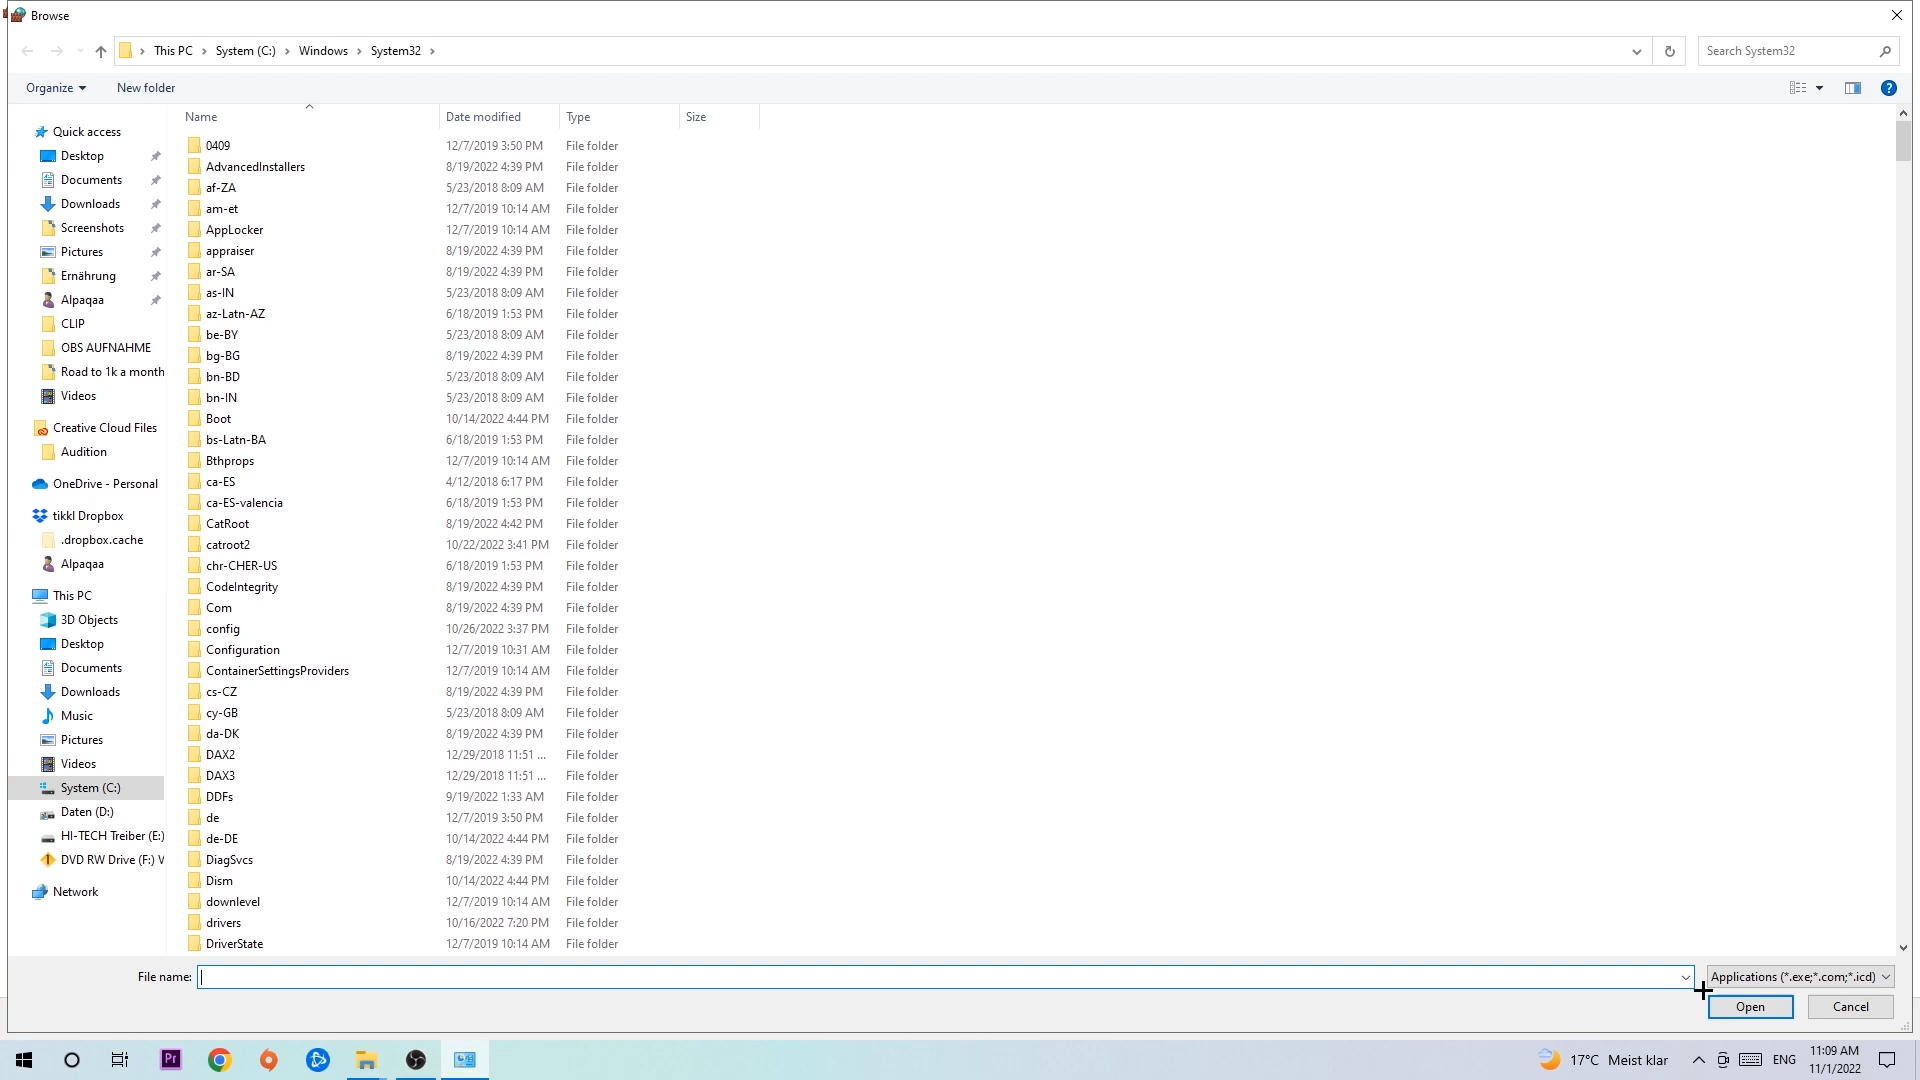 Browse
This PC > System (C:) > Windows > System32 >
Search System32
Organize
New folder
Name
Date modified
Type
Size
Quick access
Desktop
Documents
Downloads
Screenshots
Pictures
Ernährung
Alpaqaa
CLIP
OBS AUFNAHME
Road to 1k a month
Videos
Creative Cloud Files
Audition
OneDrive - Personal
tikkl Dropbox
.dropbox.cache
Alpaqaa
This PC
3D Objects
Desktop
Documents
Downloads
Music
Pictures
Videos
System (C:)
Daten (D:)
HI-TECH Treiber (E:)
DVD RW Drive (F:) V
Network
0409 12/7/2019 3:50 PM File folder
AdvancedInstallers 8/19/2022 4:39 PM File folder
af-ZA 5/23/2018 8:09 AM File folder
am-et 12/7/2019 10:14 AM File folder
AppLocker 12/7/2019 10:14 AM File folder
appraiser 8/19/2022 4:39 PM File folder
ar-SA 8/19/2022 4:39 PM File folder
as-IN 5/23/2018 8:09 AM File folder
az-Latn-AZ 6/18/2019 1:53 PM File folder
be-BY 5/23/2018 8:09 AM File folder
bg-BG 8/19/2022 4:39 PM File folder
bn-BD 5/23/2018 8:09 AM File folder
bn-IN 5/23/2018 8:09 AM File folder
Boot 10/14/2022 4:44 PM File folder
bs-Latn-BA 6/18/2019 1:53 PM File folder
Bthprops 12/7/2019 10:14 AM File folder
ca-ES 4/12/2018 6:17 PM File folder
ca-ES-valencia 6/18/2019 1:53 PM File folder
CatRoot 8/19/2022 4:42 PM File folder
catroot2 10/22/2022 3:41 PM File folder
chr-CHER-US 6/18/2019 1:53 PM File folder
CodeIntegrity 8/19/2022 4:39 PM File folder
Com 8/19/2022 4:39 PM File folder
config 10/26/2022 3:37 PM File folder
Configuration 12/7/2019 10:31 AM File folder
ContainerSettingsProviders 12/7/2019 10:14 AM File folder
cs-CZ 8/19/2022 4:39 PM File folder
cy-GB 5/23/2018 8:09 AM File folder
da-DK 8/19/2022 4:39 PM File folder
DAX2 12/29/2018 11:51 ... File folder
DAX3 12/29/2018 11:51 ... File folder
DDFs 9/19/2022 1:33 AM File folder
de 12/7/2019 3:50 PM File folder
de-DE 10/14/2022 4:44 PM File folder
DiagSvcs 8/19/2022 4:39 PM File folder
Dism 10/14/2022 4:44 PM File folder
downlevel 12/7/2019 10:14 AM File folder
drivers 10/16/2022 7:20 PM File folder
DriverState 12/7/2019 10:14 AM File folder
File name:
Applications (*.exe;*.com;*.icd)
Open
Cancel
Pr
17°C Meist klar
ENG
11:09 AM
11/1/2022